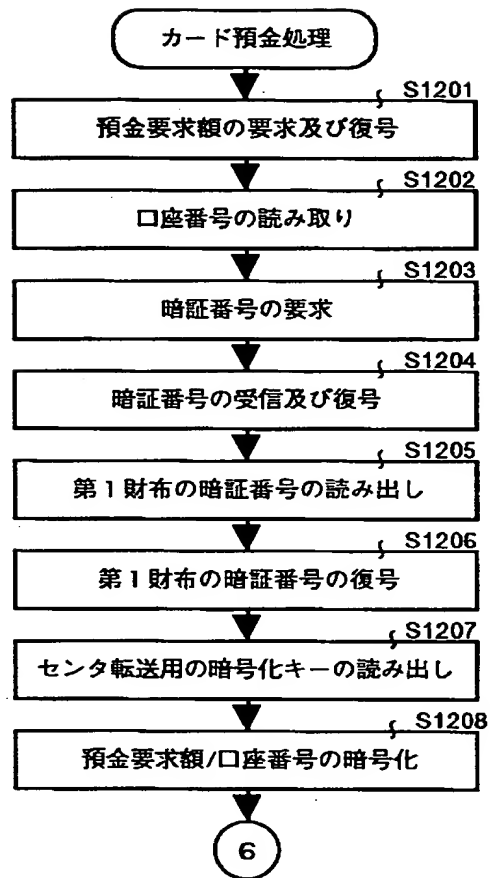 カード預金処理
S1201
預金要求額の要求及び復号
S1202
口座番号の読み取り
S1203
暗証番号の要求
S1204
暗証番号の受信及び復号
S1205
第1財布の暗証番号の読み出し
S1206
第1財布の暗証番号の復号
S1207
センタ転送用の暗号化キーの読み出し
S1208
預金要求額/口座番号の暗号化
6